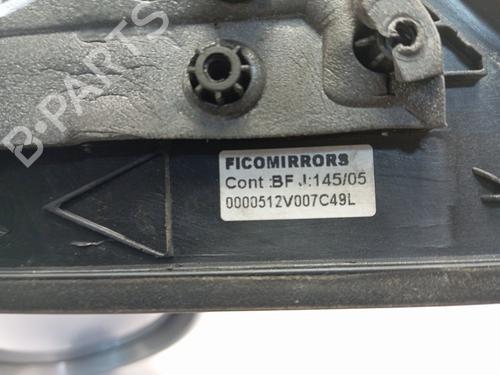 B-PARTS
FICOMIRRORS
Cont :BF J:145/05
0000512V007C49L